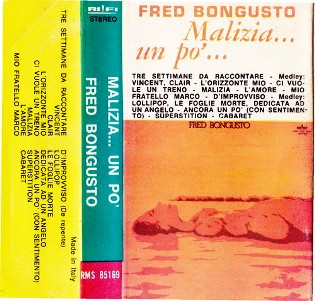 TRE SETTIMANE DA RACCONTARE
VINCENT
CLAIR
L'ORIZZONTE MIO
CI VUOLE UN TRENO
MALIZIA
L'AMORE
MIO FRATELLO MARCO
D'IMPROVVISO (De repente)
LOLLIPOP
LE FOGLIE MORTE
DEDICATA AD UN ANGELO
ANCORA UN PO' (CON SENTIMENTO)
SUPERSTITION
CABARET
Made in Italy
RIFI
STEREO
MALIZIA... UN PO'
FRED BONGUSTO
RMS 85169
FRED BONGUSTO
Malizia...
un po'...
TRE SETTIMANE DA RACCONTARE - Medley:
VINCENT, CLAIR - L'ORIZZONTE MIO - CI VUO-
LE UN TRENO - MALIZIA - L'AMORE - MIO
FRATELLO MARCO - D'IMPROVVISO - Medley:
LOLLIPOP, LE FOGLIE MORTE, DEDICATA AD
UN ANGELO - ANCORA UN PO' (CON SENTIMEN-
TO) - SUPERSTITION - CABARET
FRED BONGUSTO